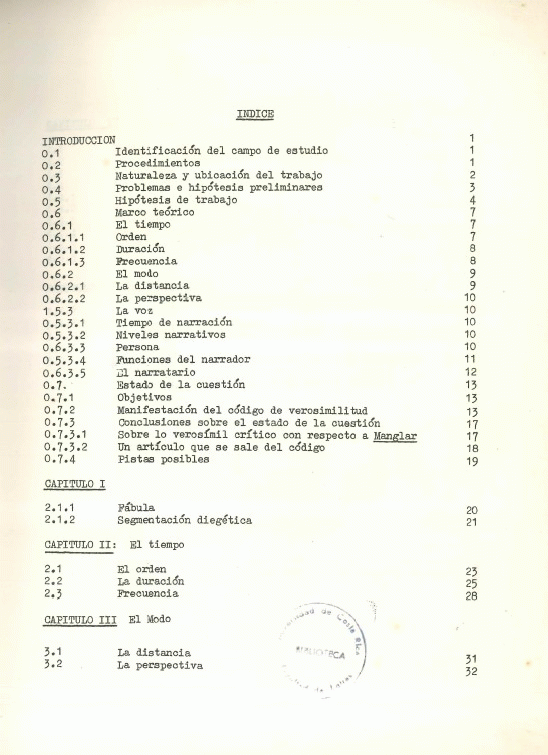 INDICE
INTRODUCCION 1
0.1 Identificación del campo de estudio 1
0.2 Procedimientos 1
0.3 Naturaleza y ubicación del trabajo 2
0.4 Problemas e hipótesis preliminares 3
0.5 Hipótesis de trabajo 4
0.6 Marco teórico 7
0.6.1 El tiempo 7
0.6.1.1 Orden 7
0.6.1.2 Duración 8
0.6.1.3 Frecuencia 8
0.6.2 El modo 9
0.6.2.1 La distancia 9
0.6.2.2 La perspectiva 10
1.5.3 La voz 10
0.5.3.1 Tiempo de narración 10
0.5.3.2 Niveles narrativos 10
0.6.3.3 Persona 10
0.5.3.4 Funciones del narrador 11
0.6.3.5 El narratario 12
0.7. Estado de la cuestión 13
0.7.1 Objetivos 13
0.7.2 Manifestación del código de verosimilitud 13
0.7.3 Conclusiones sobre el estado de la cuestión 17
0.7.3.1 Sobre lo verosímil crítico con respecto a Manglar 17
0.7.3.2 Un artículo que se sale del código 18
0.7.4 Pistas posibles 19
CAPITULO I
2.1.1 Fábula 20
2.1.2 Segmentación diegética 21
CAPITULO II: El tiempo
2.1 El orden 23
2.2 La duración 25
2.3 Frecuencia 28
CAPITULO III El Modo
3.1 La distancia 31
3.2 La perspectiva 32
de Costa Rica
BIBLIOTECA
de Letras